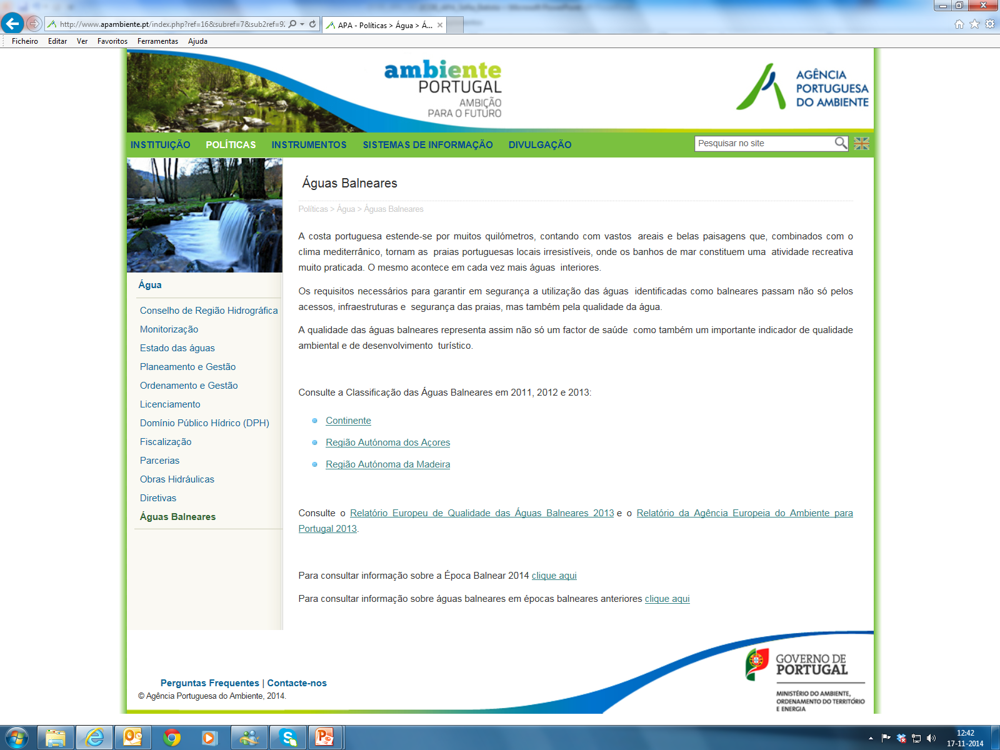 http://www.apambiente.pt/index.php?ref=16&subref=7&sub2ref=9
APA - Políticas > Água > Á...
Ficheiro Editar Ver Favoritos Ferramentas Ajuda
ambiente
PORTUGAL
AMBIÇÃO
PARA O FUTURO
AGÊNCIA
PORTUGUESA
DO AMBIENTE
INSTITUIÇÃO POLÍTICAS INSTRUMENTOS SISTEMAS DE INFORMAÇÃO DIVULGAÇÃO
Pesquisar no site
Água
Conselho de Região Hidrográfica
Monitorização
Estado das águas
Planeamento e Gestão
Ordenamento e Gestão
Licenciamento
Domínio Público Hídrico (DPH)
Fiscalização
Parcerias
Obras Hidráulicas
Diretivas
Águas Balneares
Águas Balneares
Políticas > Água > Águas Balneares
A costa portuguesa estende-se por muitos quilómetros, contando com vastos areais e belas paisagens que, combinados com o
clima mediterrânico, tornam as praias portuguesas locais irresistíveis, onde os banhos de mar constituem uma atividade recreativa
muito praticada. O mesmo acontece em cada vez mais águas interiores.
Os requisitos necessários para garantir em segurança a utilização das águas identificadas como balneares passam não só pelos
acessos, infraestruturas e segurança das praias, mas também pela qualidade da água.
A qualidade das águas balneares representa assim não só um factor de saúde como também um importante indicador de qualidade
ambiental e de desenvolvimento turístico.
Consulte a Classificação das Águas Balneares em 2011, 2012 e 2013:
Continente
Região Autónoma dos Açores
Região Autónoma da Madeira
Consulte o Relatório Europeu de Qualidade das Águas Balneares 2013 e o Relatório da Agência Europeia do Ambiente para
Portugal 2013.
Para consultar informação sobre a Época Balnear 2014 clique aqui
Para consultar informação sobre águas balneares em épocas balneares anteriores clique aqui
GOVERNO DE
PORTUGAL
MINISTÉRIO DO AMBIENTE,
ORDENAMENTO DO TERRITÓRIO
E ENERGIA
Perguntas Frequentes | Contacte-nos
© Agência Portuguesa do Ambiente, 2014.
12:42
17-11-2014